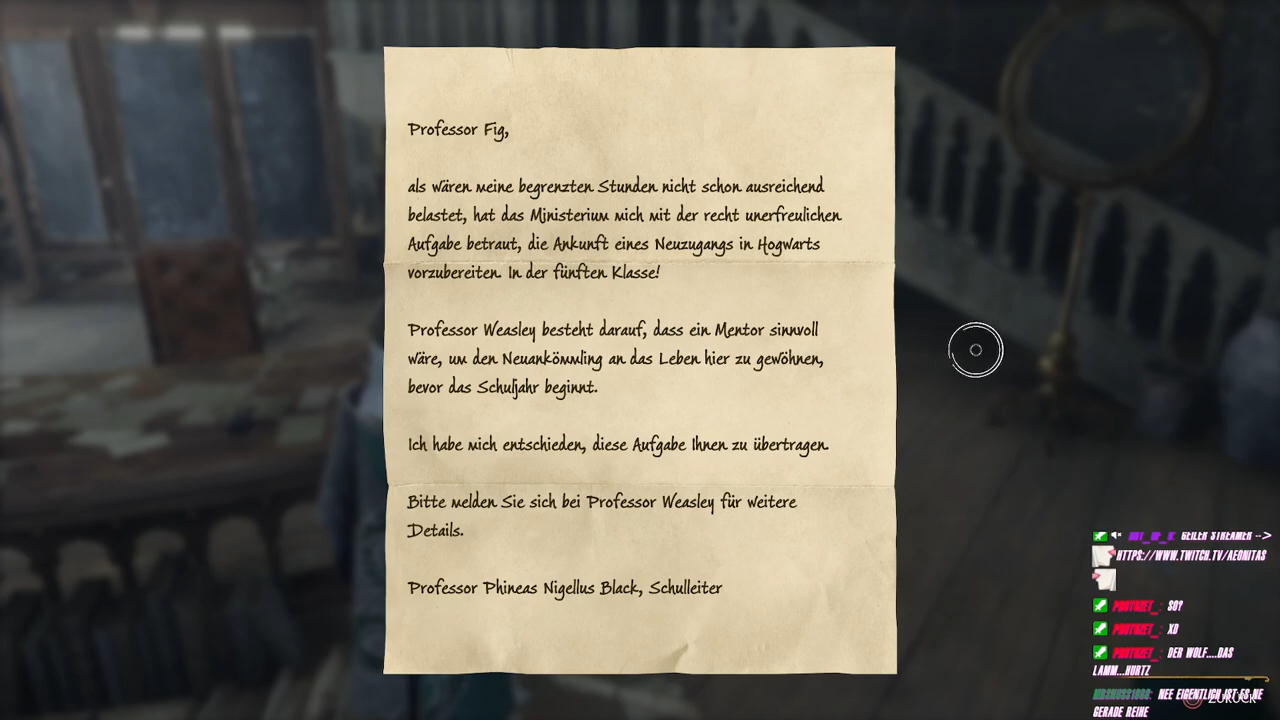 Professor Fig,
als wären meine begrenzten Stunden nicht schon ausreichend
belastet, hat das Ministerium mich mit der recht unerfreulichen
Aufgabe betraut, die Ankunft eines Neuzugangs in Hogwarts
vorzubereiten. In der fünften Klasse!
Professor Weasley besteht darauf, dass ein Mentor sinnvoll
wäre, um den Neuankömmling an das Leben hier zu gewöhnen,
bevor das Schuljahr beginnt.
Ich habe mich entschieden, diese Aufgabe Ihnen zu übertragen.
Bitte melden Sie sich bei Professor Weasley für weitere
Details.
Professor Phineas Nigellus Black, Schulleiter
GEILER STREAMER -->
HTTPS://WWW.TWITCH.TV/AEONITAS
SO?
XD
DER WOLF....DAS
LAMM...HURTZ
NEE EIGENTLICH IST ES NE
GERADE REIHE
ZURÜCK